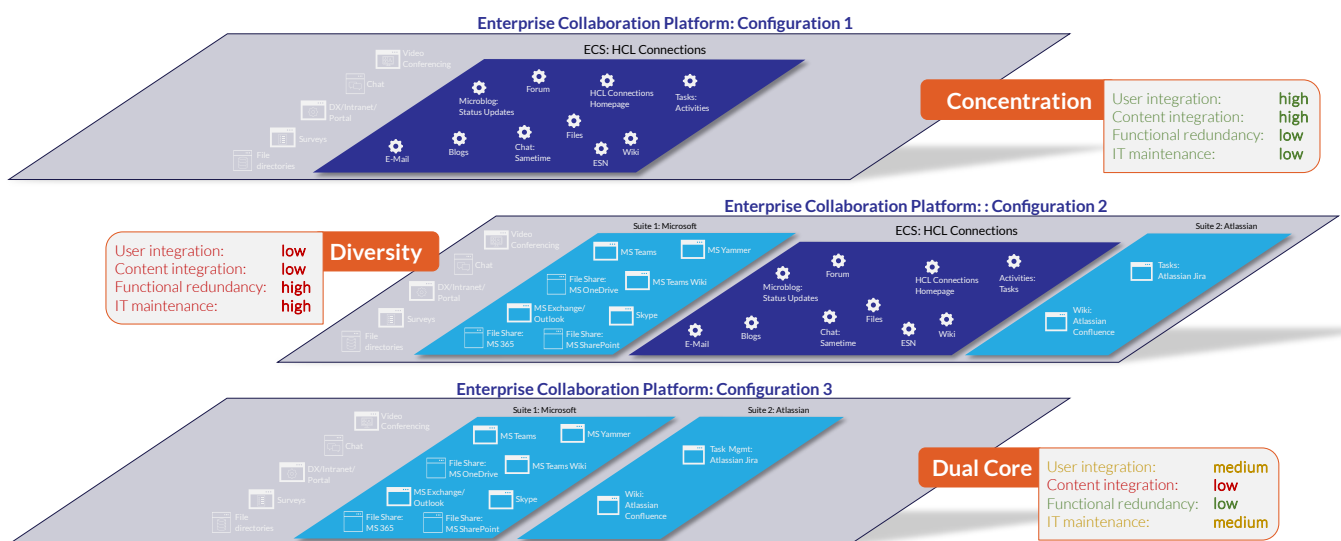 Enterprise Collaboration Platform: Configuration 1
ECS: HCL Connections
Video
Conferencing
Chat
DX/Intranet/
Portal
Surveys
File
directories
Forum
Microblog:
Status Updates
HCL Connections
Homepage
Tasks:
Activities
E-Mail
Blogs
Chat:
Sametime
Files
ESN
Wiki
Concentration
User integration: high
Content integration: high
Functional redundancy: low
IT maintenance: low
Enterprise Collaboration Platform: : Configuration 2
Diversity
User integration: low
Content integration: low
Functional redundancy: high
IT maintenance: high
Video
Conferencing
Chat
DX/Intranet/
Portal
Surveys
File
directories
Suite 1: Microsoft
MS Teams
MS Yammer
File Share:
MS OneDrive
MS Teams Wiki
MS Exchange/
Outlook
Skype
File Share:
MS 365
File Share:
MS SharePoint
ECS: HCL Connections
Forum
Microblog:
Status Updates
HCL Connections
Homepage
Activities:
Tasks
E-Mail
Blogs
Chat:
Sametime
Files
ESN
Wiki
Suite 2: Atlassian
Tasks:
Atlassian Jira
Wiki:
Atlassian
Confluence
Enterprise Collaboration Platform: Configuration 3
Video
Conferencing
Chat
DX/Intranet/
Portal
Surveys
File
directories
Suite 1: Microsoft
MS Teams
MS Yammer
File Share:
MS OneDrive
MS Teams Wiki
MS Exchange/
Outlook
Skype
File Share:
MS 365
File Share:
MS SharePoint
Suite 2: Atlassian
Task Mgmt:
Atlassian Jira
Wiki:
Atlassian
Confluence
Dual Core
User integration: medium
Content integration: low
Functional redundancy: low
IT maintenance: medium